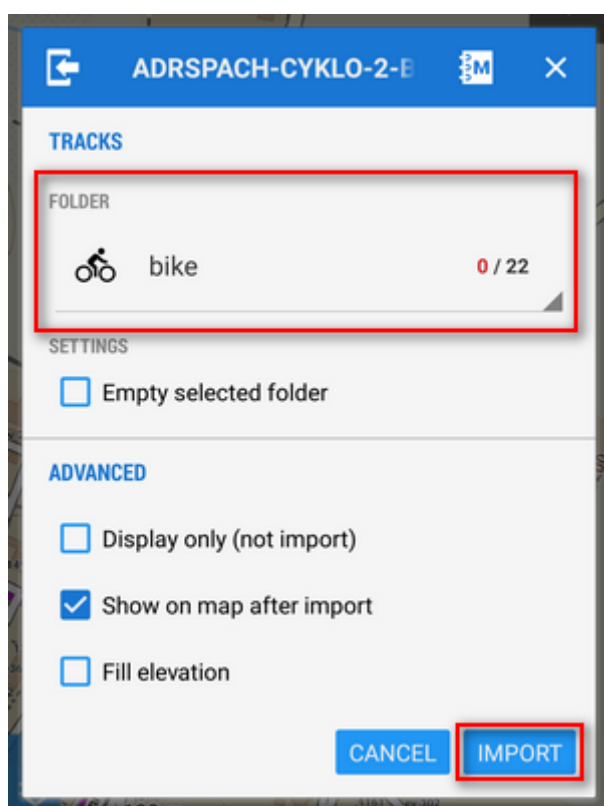 ADRSPACH-CYKLO-2-B
M
TRACKS
FOLDER
bike 0 / 22
SETTINGS
Empty selected folder
ADVANCED
Display only (not import)
Show on map after import
Fill elevation
CANCEL IMPORT